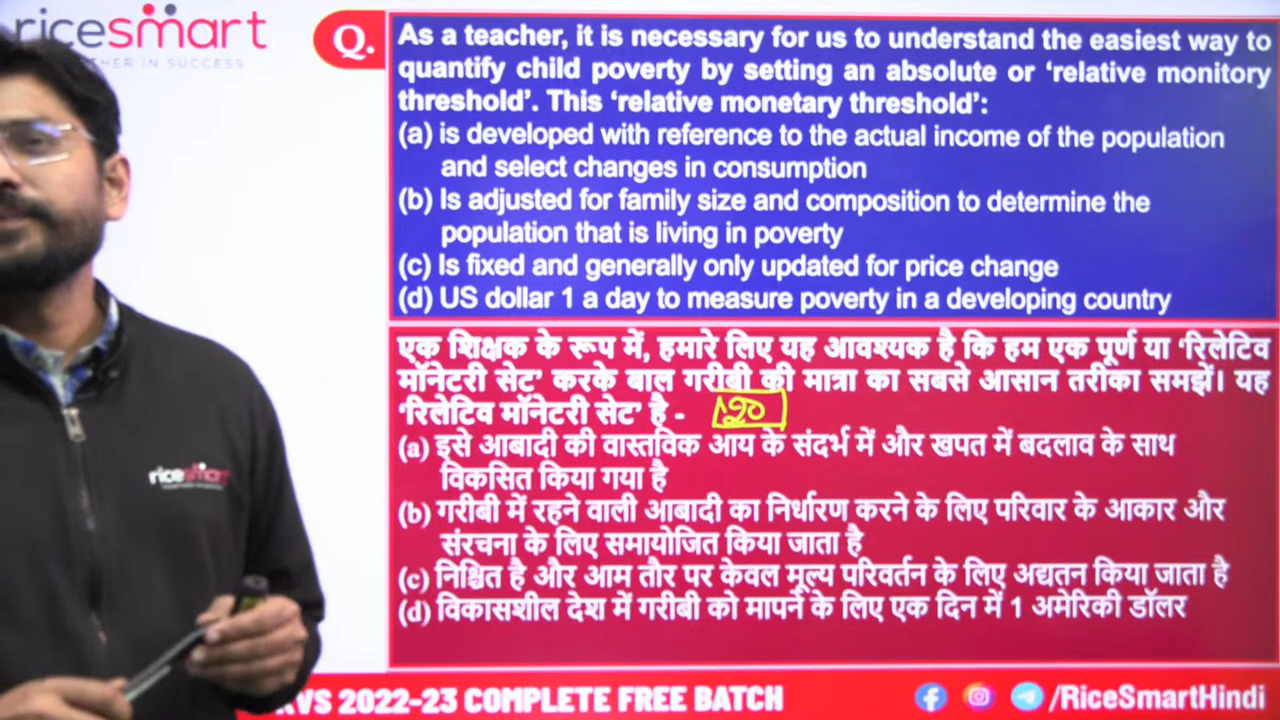 ricesmart
HER IN SUCCESS
Q.
As a teacher, it is necessary for us to understand the easiest way to
quantify child poverty by setting an absolute or ‘relative monitory
threshold’. This ‘relative monetary threshold’:
(a) is developed with reference to the actual income of the population
and select changes in consumption
(b) Is adjusted for family size and composition to determine the
population that is living in poverty
(c) Is fixed and generally only updated for price change
(d) US dollar 1 a day to measure poverty in a developing country
एक शिक्षक के रूप में, हमारे लिए यह आवश्यक है कि हम एक पूर्ण या ‘रिलेटिव
मॉनेटरी सेट’ करके बाल गरीबी की मात्रा का सबसे आसान तरीका समझें। यह
‘रिलेटिव मॉनेटरी सेट’ है -
(a) इसे आबादी की वास्तविक आय के संदर्भ में और खपत में बदलाव के साथ
विकसित किया गया है
(b) गरीबी में रहने वाली आबादी का निर्धारण करने के लिए परिवार के आकार और
संरचना के लिए समायोजित किया जाता है
(c) निश्चित है और आम तौर पर केवल मूल्य परिवर्तन के लिए अद्यतन किया जाता है
(d) विकासशील देश में गरीबी को मापने के लिए एक दिन में 1 अमेरिकी डॉलर
ricesmart
KVS 2022-23 COMPLETE FREE BATCH
/RiceSmartHindi